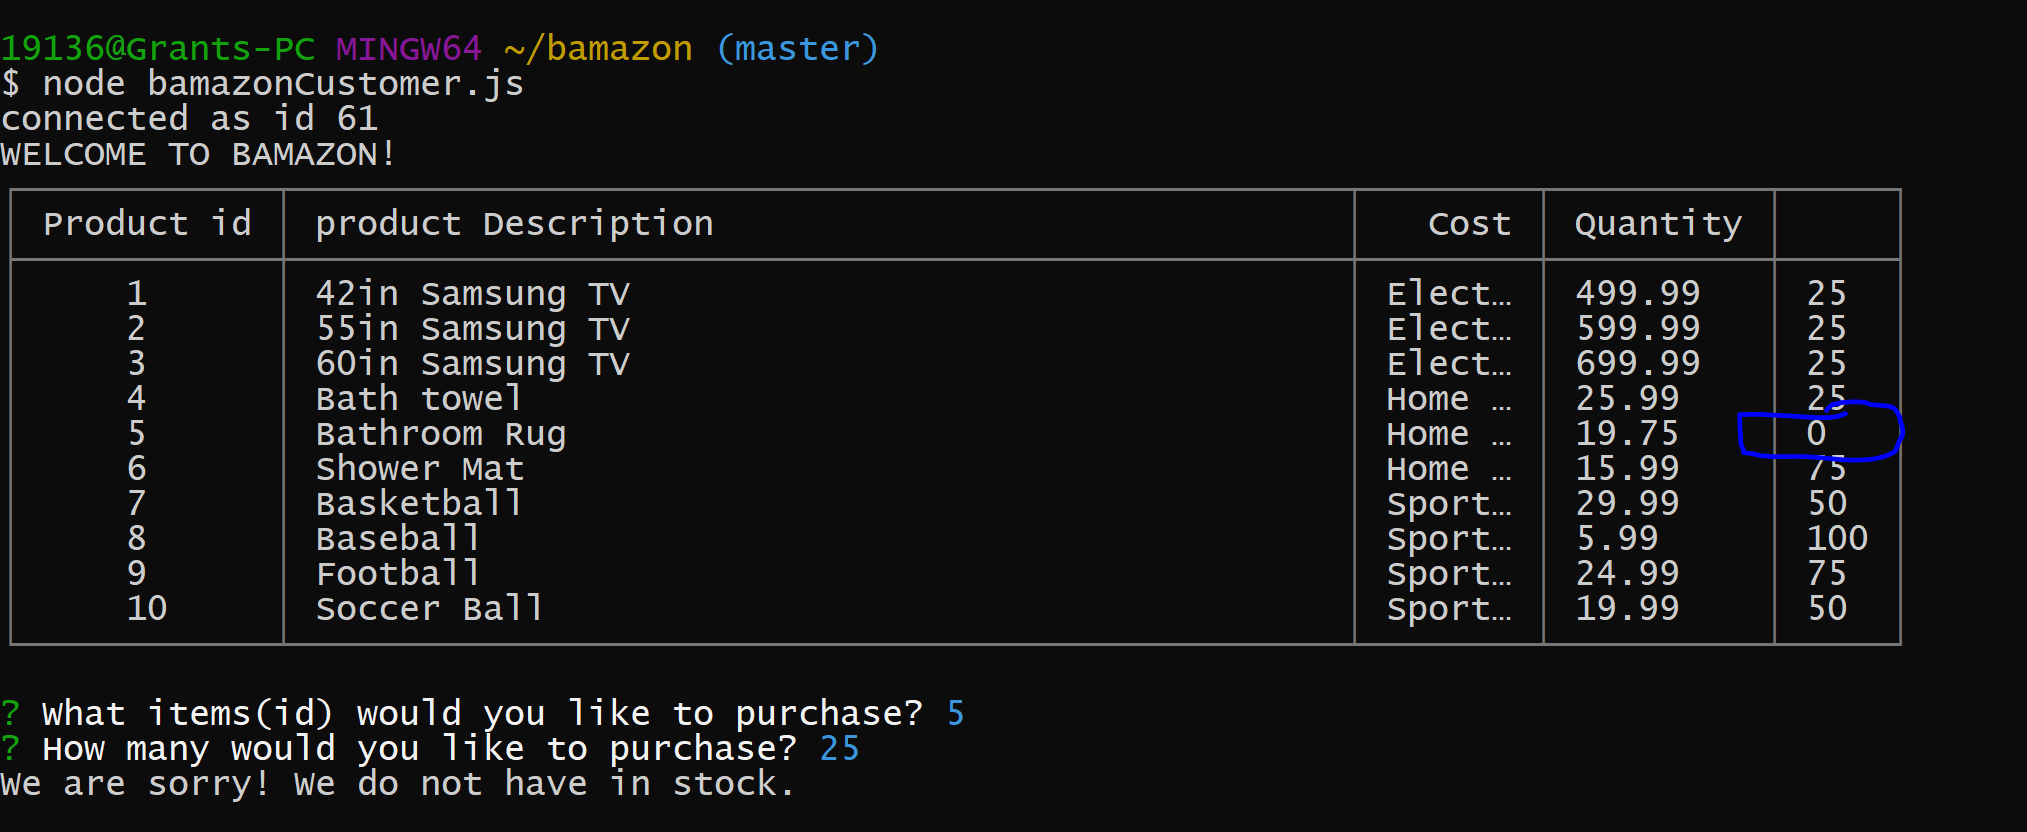 19136@Grants-PC MINGW64 ~/bamazon (master)
$ node bamazonCustomer.js
connected as id 61
WELCOME TO BAMAZON!
Product id product Description Cost Quantity
1 42in Samsung TV Elect… 499.99 25
2 55in Samsung TV Elect… 599.99 25
3 60in Samsung TV Elect… 699.99 25
4 Bath towel Home … 25.99 25
5 Bathroom Rug Home … 19.75 0
6 Shower Mat Home … 15.99 75
7 Basketball Sport… 29.99 50
8 Baseball Sport… 5.99 100
9 Football Sport… 24.99 75
10 Soccer Ball Sport… 19.99 50
? What items(id) would you like to purchase? 5
? How many would you like to purchase? 25
We are sorry! We do not have in stock.